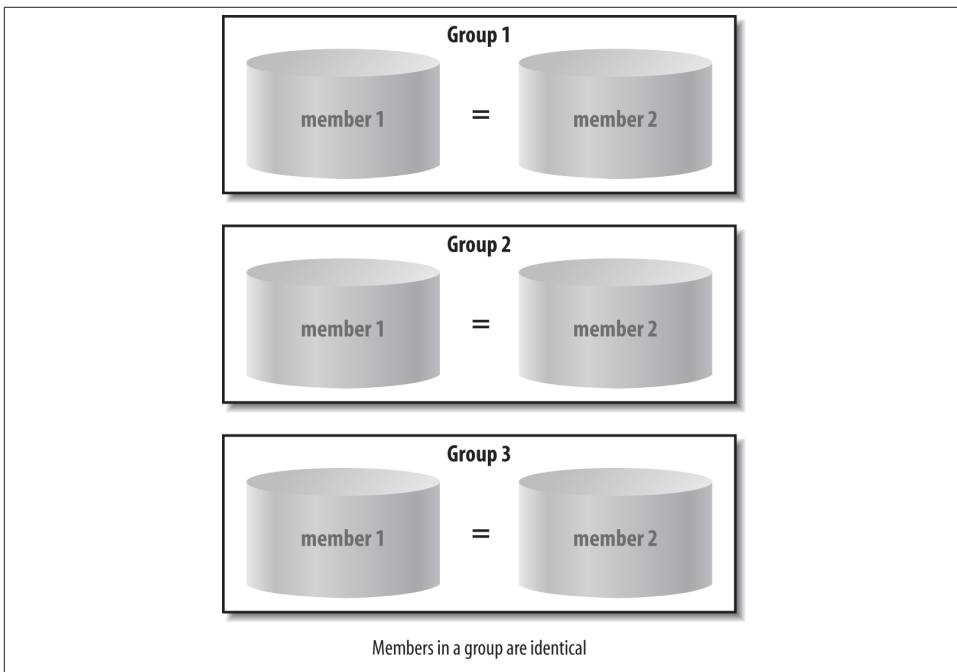 Group 1
member 1 = member 2
Group 2
member 1 = member 2
Group 3
member 1 = member 2
Members in a group are identical